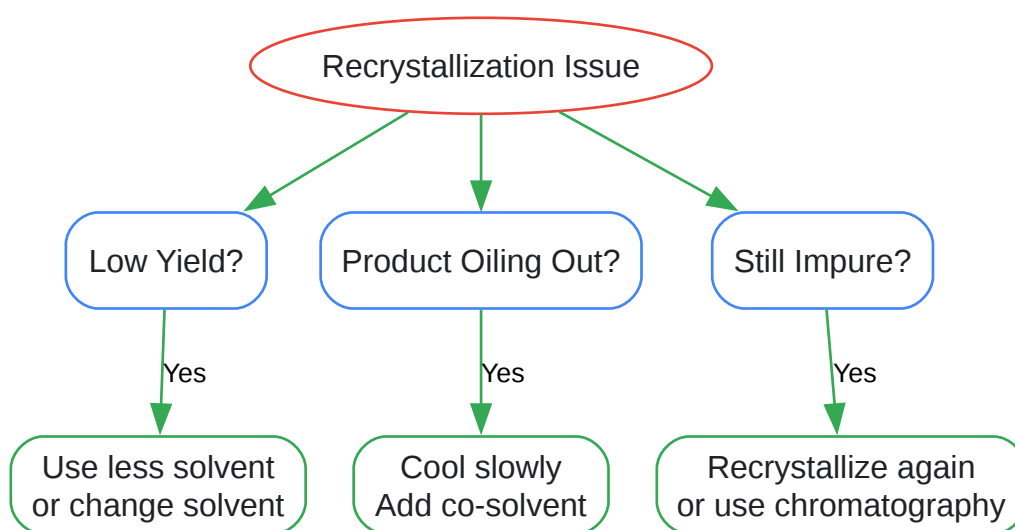 Recrystallization Issue
Low Yield?
Product Oiling Out?
Still Impure?
Yes
Yes
Yes
Use less solvent
or change solvent
Cool slowly
Add co-solvent
Recrystallize again
or use chromatography